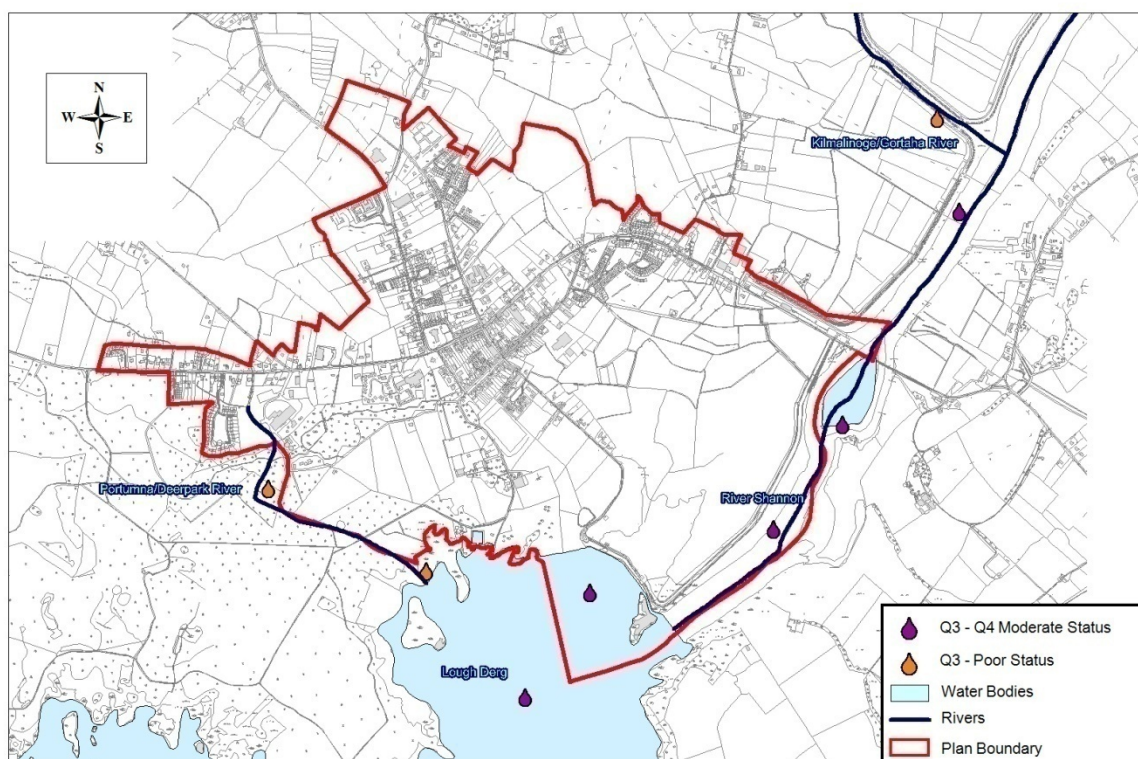 N
W E
S
Kilmalinoge/Gortaha River
Portumna/Deerpark River
River Shannon
Lough Derg
Q3 - Q4 Moderate Status
Q3 - Poor Status
Water Bodies
Rivers
Plan Boundary